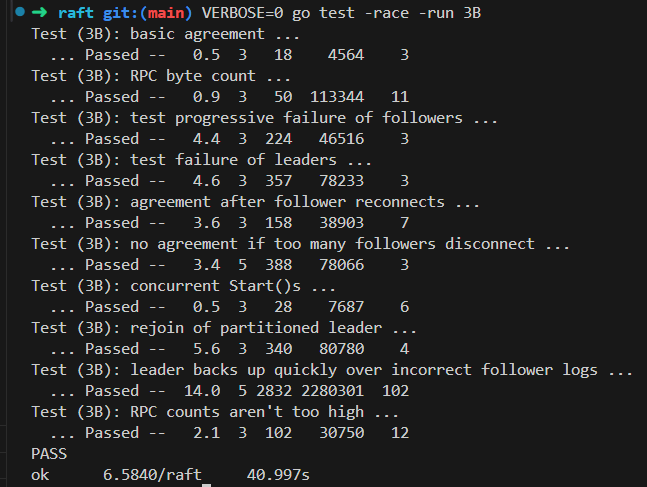 ➜ raft git:(main) VERBOSE=0 go test -race -run 3B
Test (3B): basic agreement ...
  ... Passed --   0.5  3   18    4564    3
Test (3B): RPC byte count ...
  ... Passed --   0.9  3   50  113344   11
Test (3B): test progressive failure of followers ...
  ... Passed --   4.4  3  224   46516    3
Test (3B): test failure of leaders ...
  ... Passed --   4.6  3  357   78233    3
Test (3B): agreement after follower reconnects ...
  ... Passed --   3.6  3  158   38903    7
Test (3B): no agreement if too many followers disconnect ...
  ... Passed --   3.4  5  388   78066    3
Test (3B): concurrent Start()s ...
  ... Passed --   0.5  3   28    7687    6
Test (3B): rejoin of partitioned leader ...
  ... Passed --   5.6  3  340   80780    4
Test (3B): leader backs up quickly over incorrect follower logs ...
  ... Passed --  14.0  5 2832 2280301  102
Test (3B): RPC counts aren't too high ...
  ... Passed --   2.1  3  102   30750   12
PASS
ok      6.5840/raft     40.997s